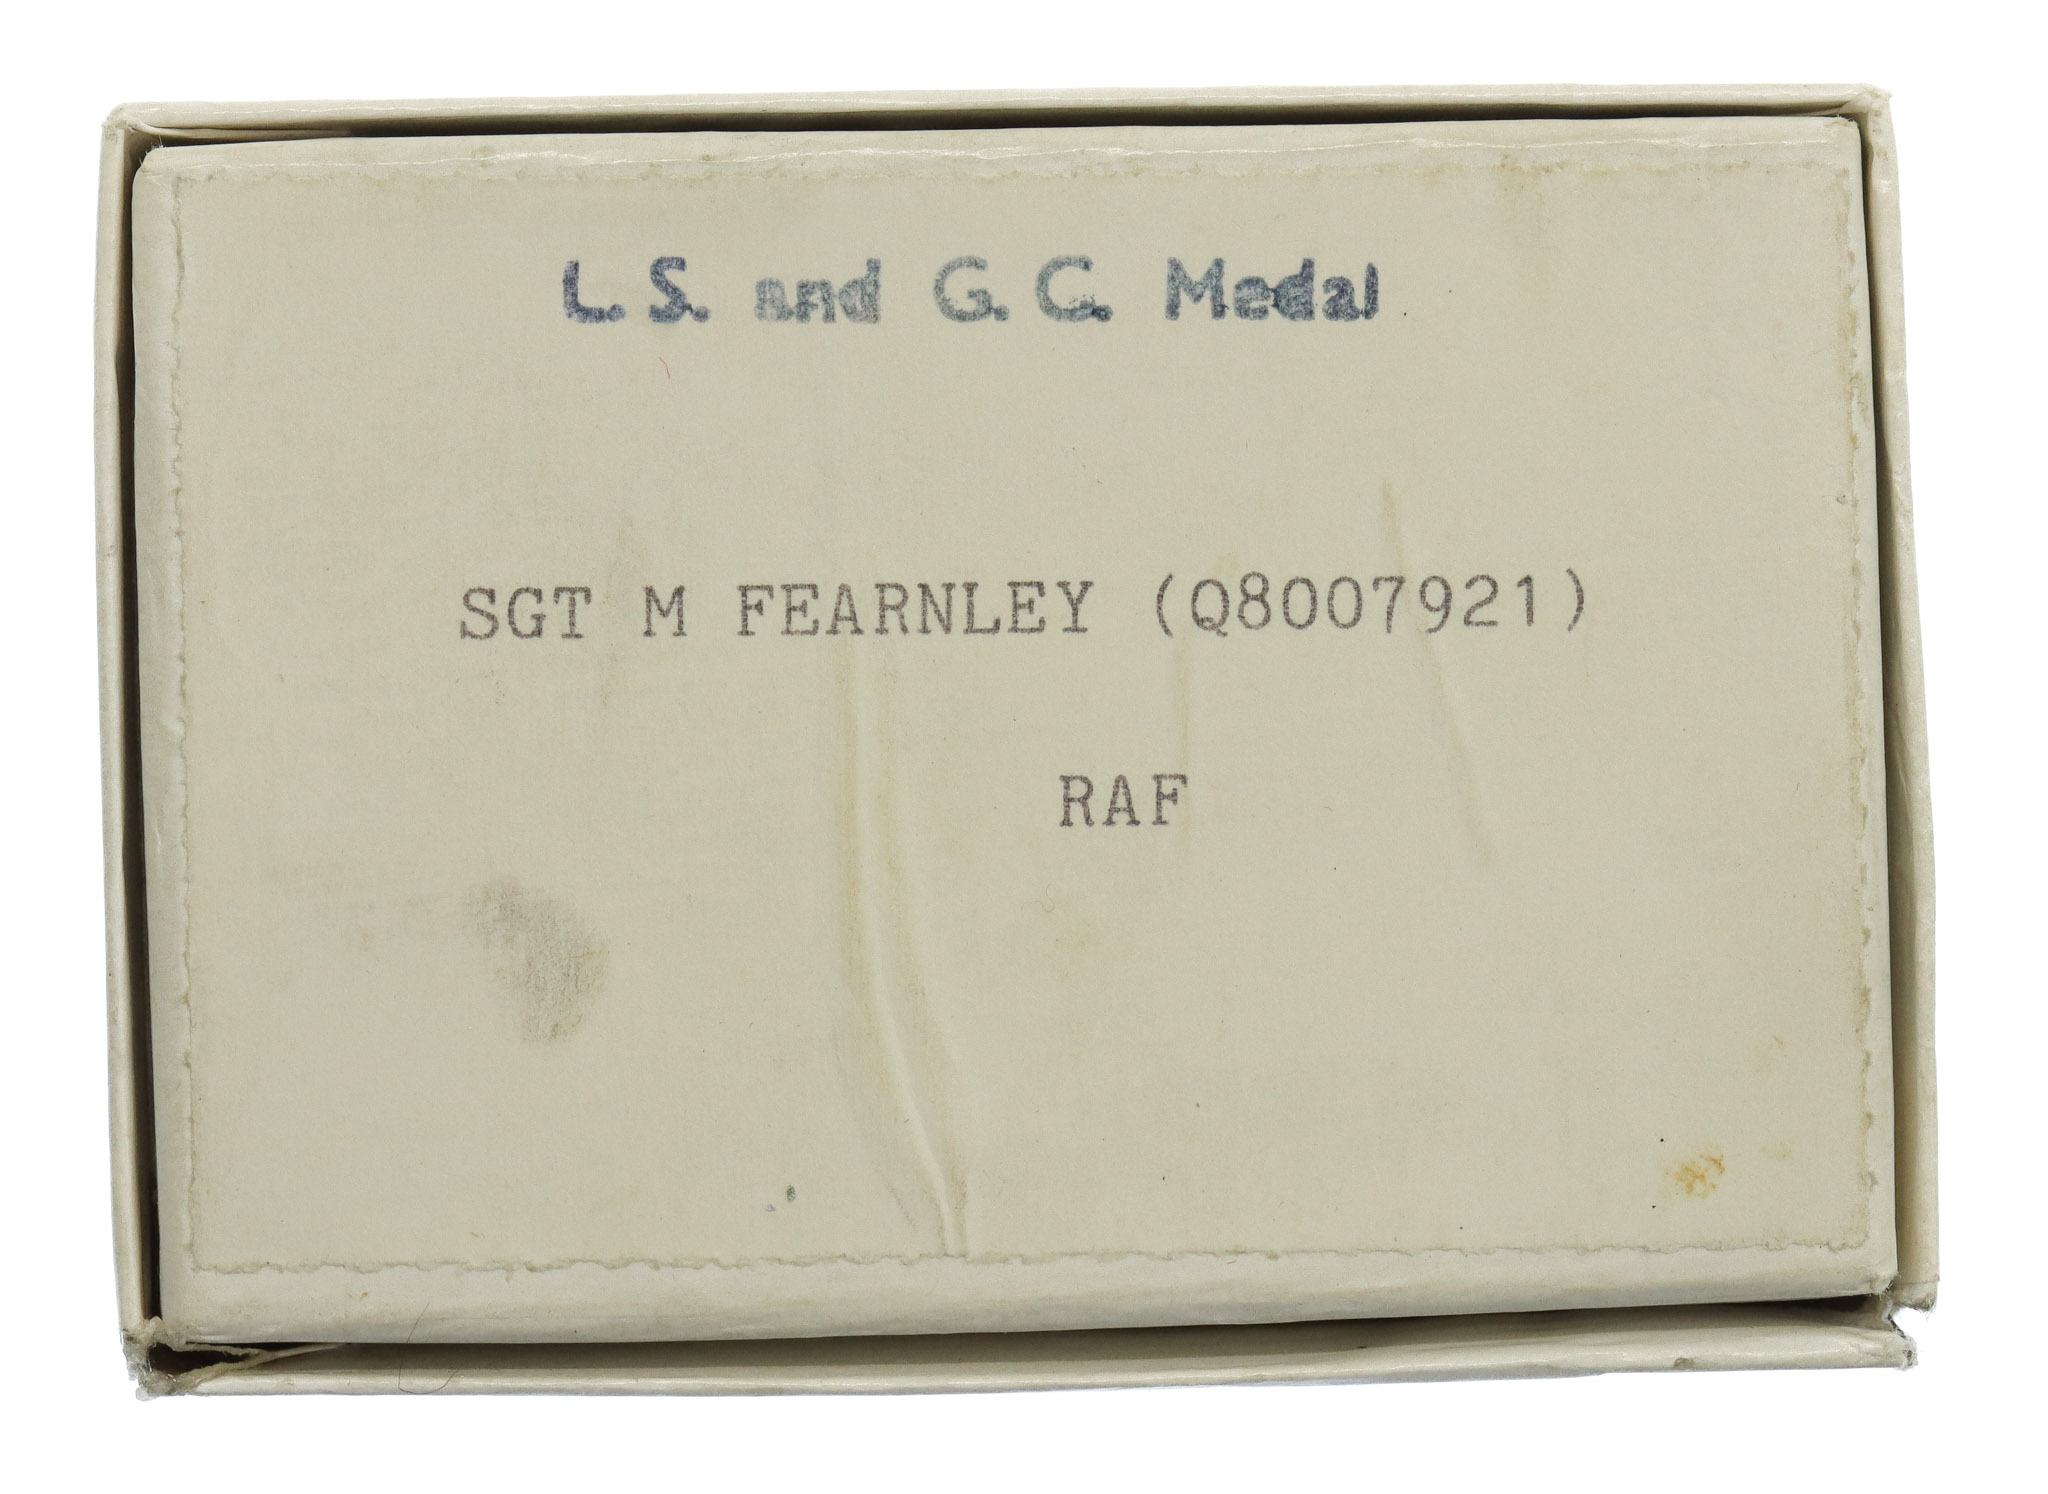 L. S. and G. C. Medal
SGT M FEARNLEY (Q8007921)
RAF